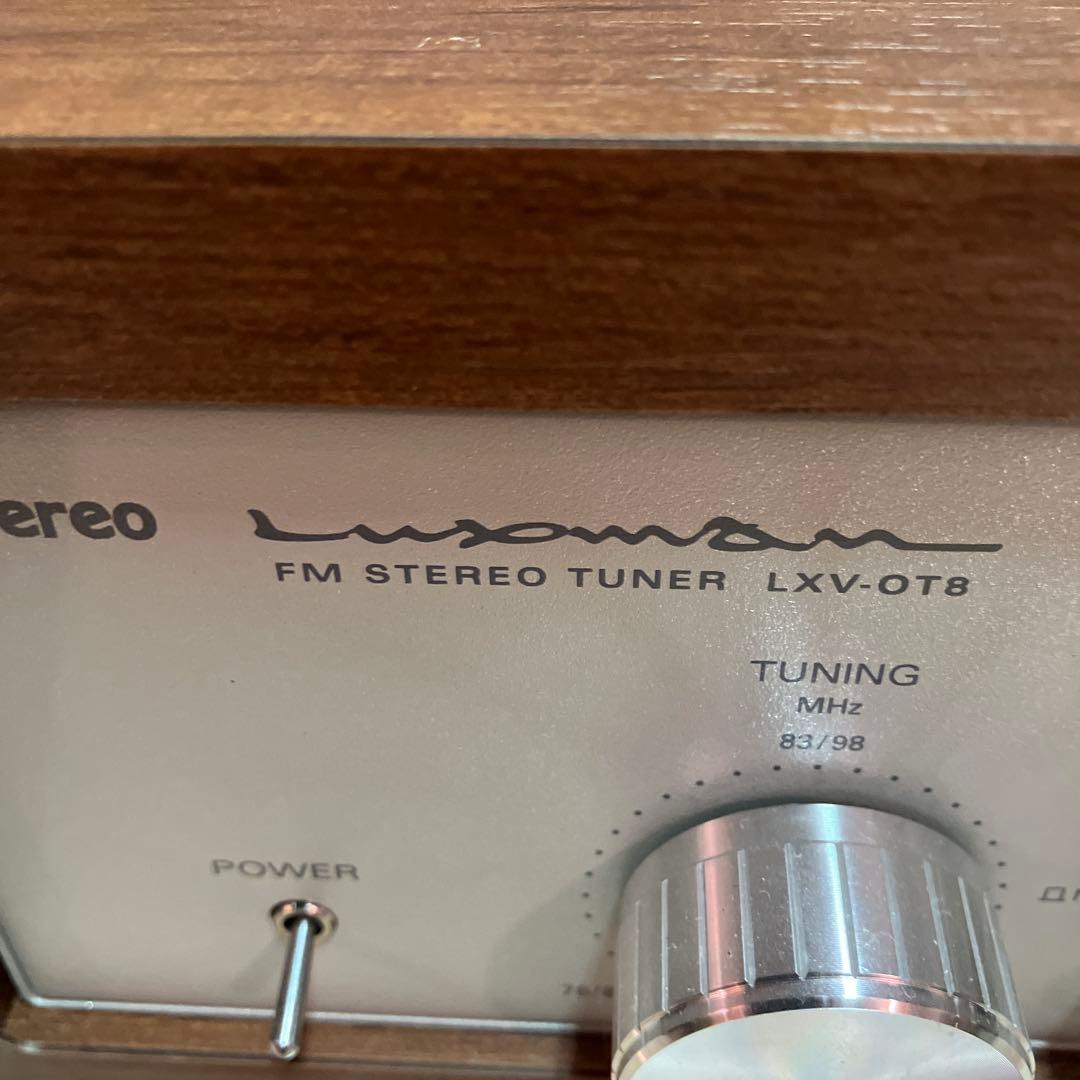 ereo Luxman
FM STEREO TUNER LXV-OT8
TUNING
MHz
83/98
POWER